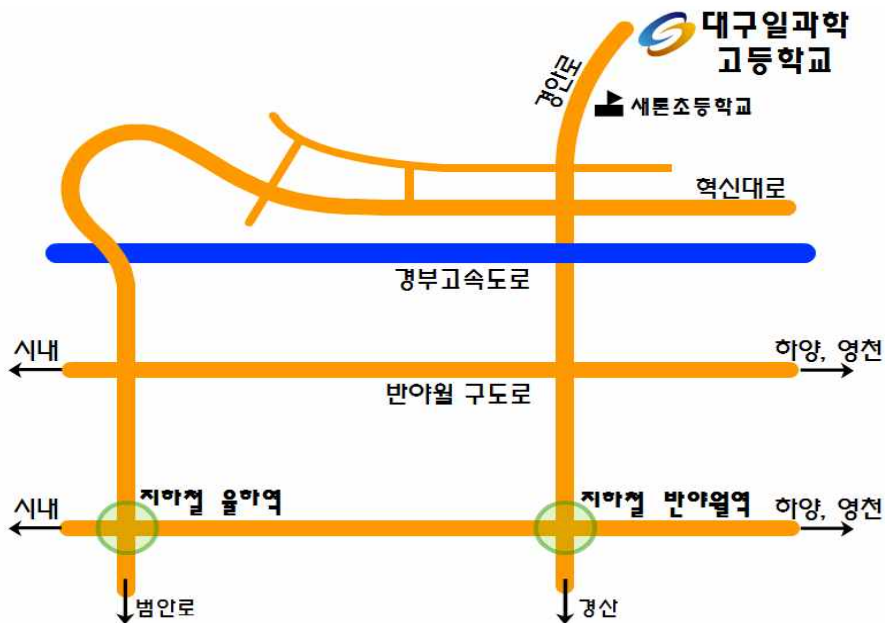 대구일과학
고등학교
경안로
새론초등학교
혁신대로
경부고속도로
시내
하양, 영천
반야월 구도로
지하철 율하역
지하철 반야월역
시내
하양, 영천
범안로
경산